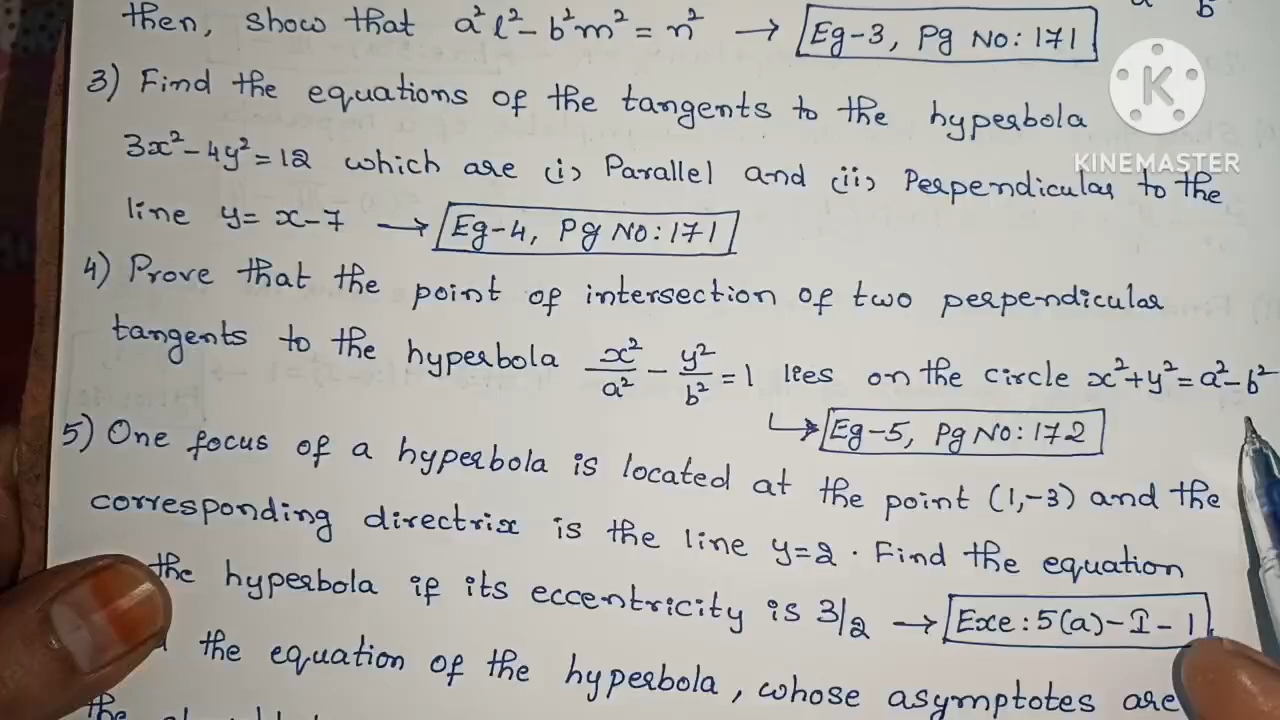 then, show that a²l²-b²m²=n² → Eg-3, Pg No: 171
K
KINEMASTER
3) Find the equations of the tangents to the hyperbola
3x²-4y²=12 which are (i) Parallel and (ii) Perpendicular to the
line y=x-7 → Eg-4, Pg No: 171
4) Prove that the point of intersection of two perpendicular
tangents to the hyperbola x²/a² - y²/b² = 1 lies on the circle x²+y²=a²-b²
↳ Eg-5, Pg No: 172
5) One focus of a hyperbola is located at the point (1,-3) and the
corresponding directrix is the line y=2. Find the equation
the hyperbola if its eccentricity is 3/2 → Exe: 5(a)-I-1
the equation of the hyperbola, whose asymptotes are
the